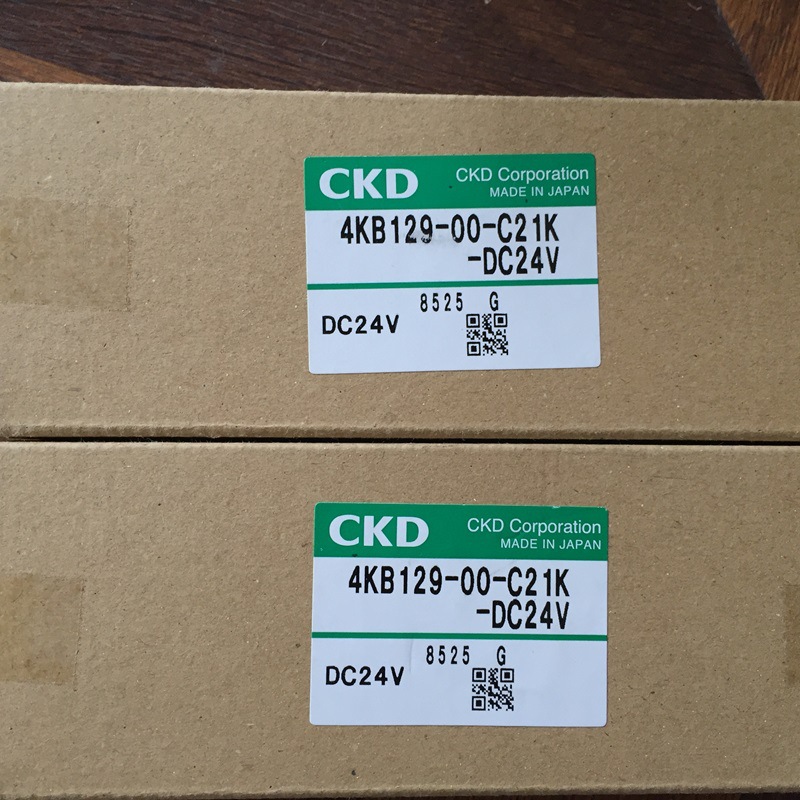 CKD CKD Corporation
MADE IN JAPAN
4KB129-00-C21K
-DC24V
8525 G
DC24V
CKD CKD Corporation
MADE IN JAPAN
4KB129-00-C21K
-DC24V
8525 G
DC24V